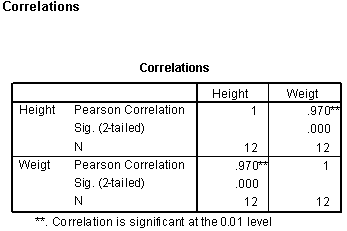 Correlations
Correlations
Height Weigt
Height Pearson Correlation 1 .970**
Sig. (2-tailed) .000
N 12 12
Weigt Pearson Correlation .970** 1
Sig. (2-tailed) .000
N 12 12
**. Correlation is significant at the 0.01 level